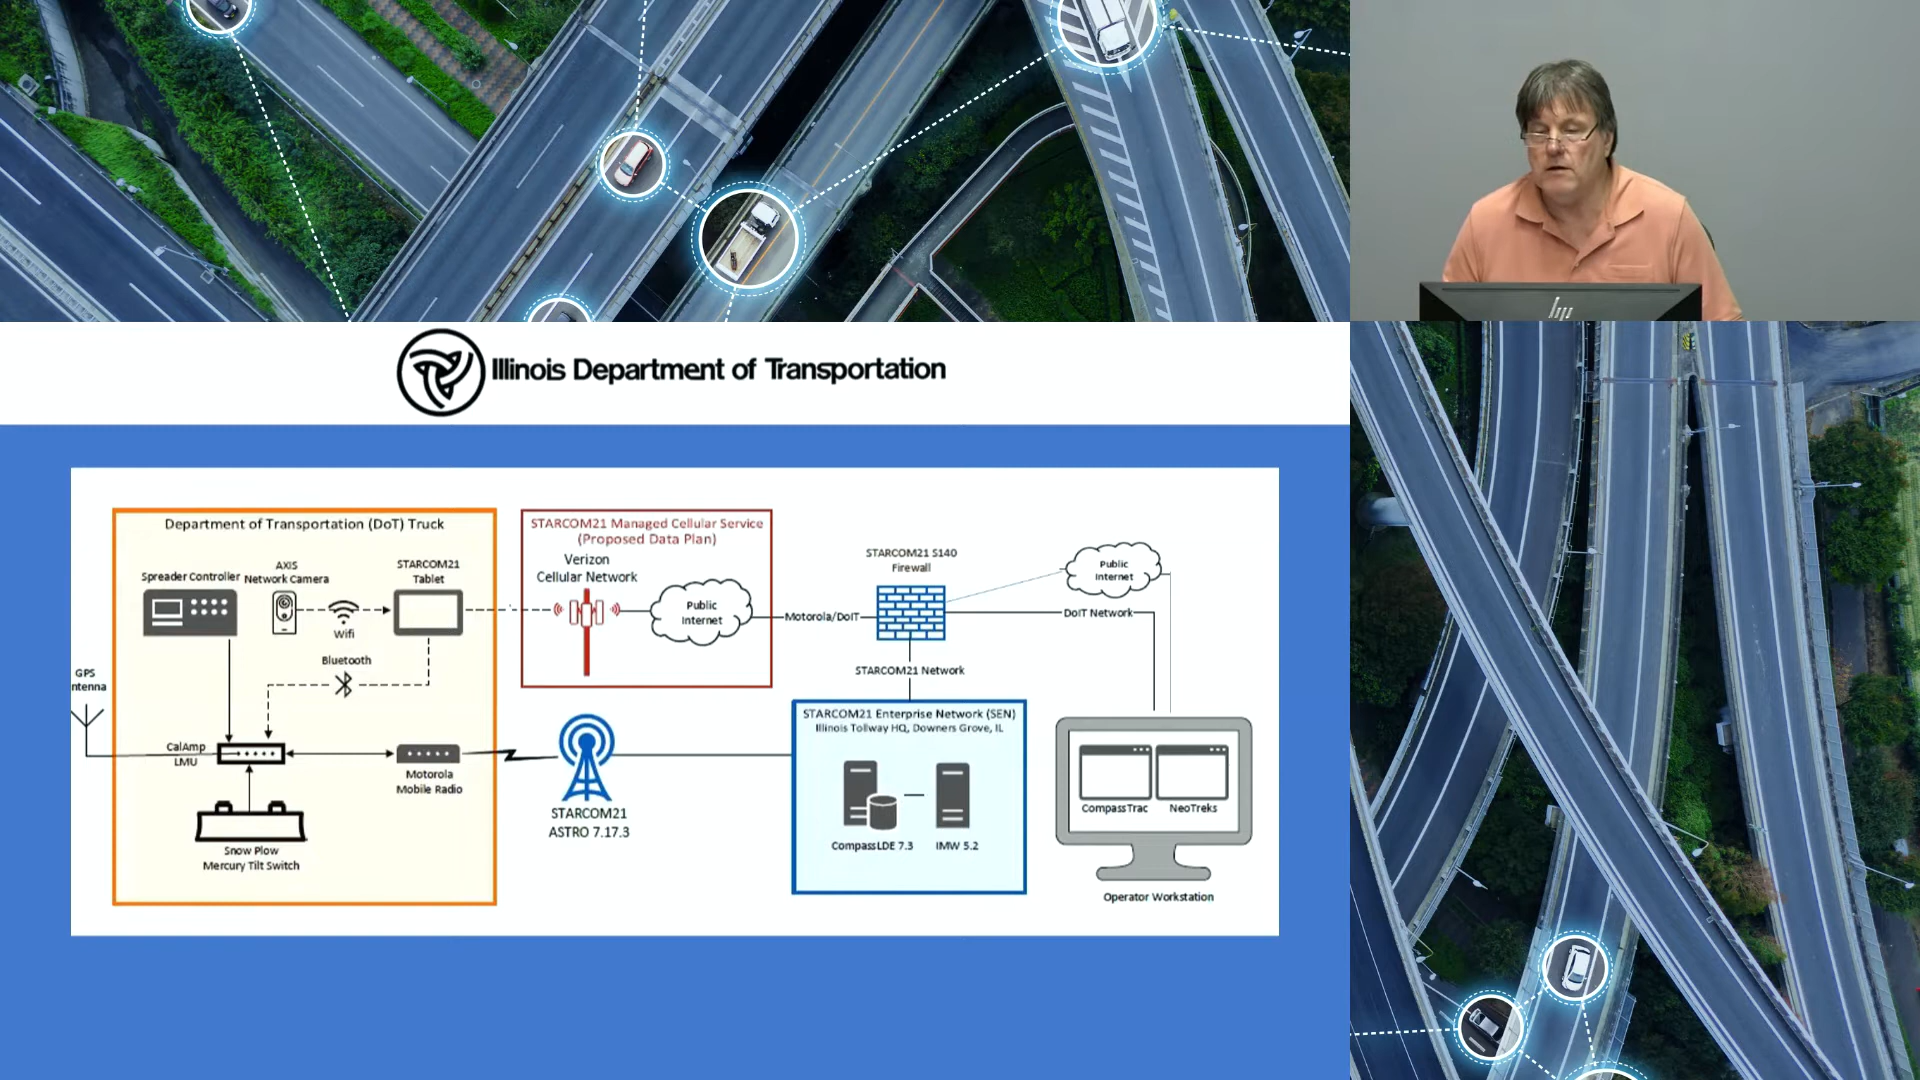 hp
Illinois Department of Transportation
Department of Transportation (DoT) Truck
Spreader Controller
AXIS
Network Camera
STARCOM21
Tablet
Wifi
Bluetooth
GPS
ntenna
CalAmp
LMU
Motorola
Mobile Radio
Snow Plow
Mercury Tilt Switch
STARCOM21 Managed Cellular Service
(Proposed Data Plan)
Verizon
Cellular Network
Public
Internet
Motorola/DoIT
STARCOM21 S140
Firewall
Public
Internet
DoIT Network
STARCOM21 Network
STARCOM21
ASTRO 7.17.3
STARCOM21 Enterprise Network (SEN)
Illinois Tollway HQ, Downers Grove, IL
CompassLDE 7.3
IMW 5.2
CompassTrac
NeoTreks
Operator Workstation